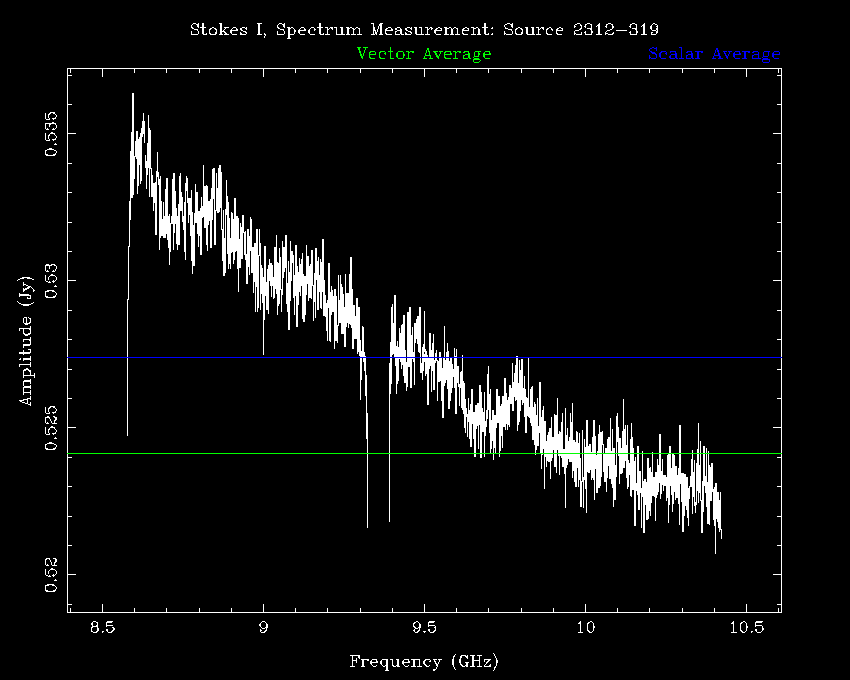 Stokes I, Spectrum Measurement: Source 2312-319
Vector Average Scalar Average
0.535
0.53
0.525
0.52
Amplitude (Jy)
8.5 9 9.5 10 10.5
Frequency (GHz)